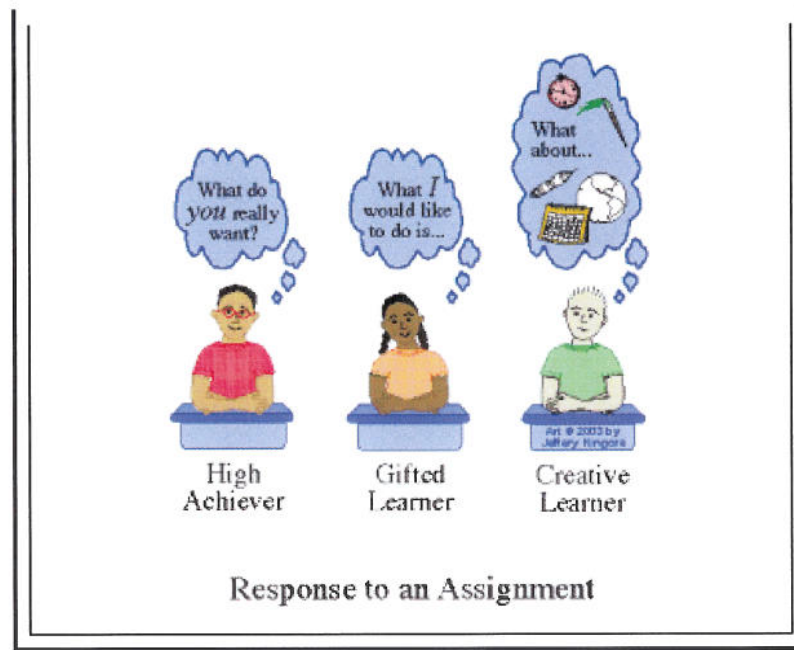 What
about...
What do
you really
want?
What I
would like
to do is...
Art © 2003 by
Jeffery Kingore
High
Achiever
Gifted
Learner
Creative
Learner
Response to an Assignment